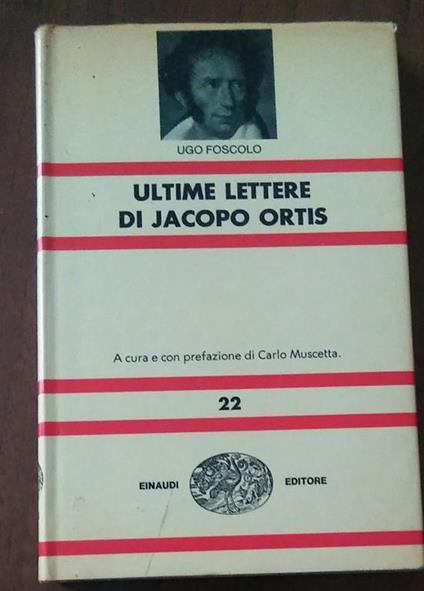 UGO FOSCOLO
ULTIME LETTERE
DI JACOPO ORTIS
A cura e con prefazione di Carlo Muscetta.
22
EINAUDI EDITORE